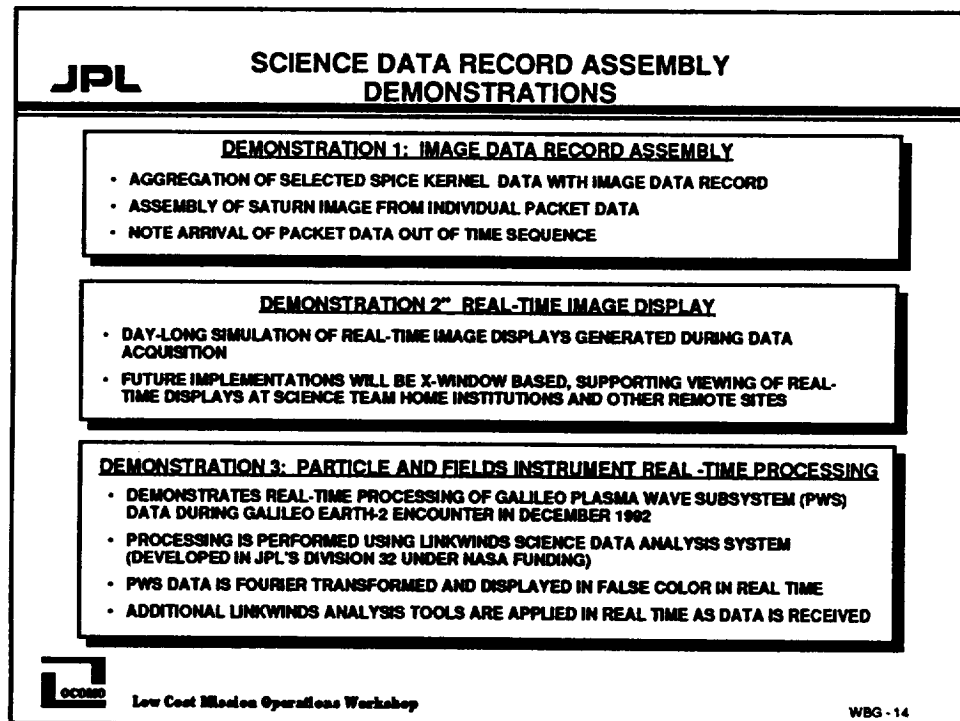 JPL
SCIENCE DATA RECORD ASSEMBLY
DEMONSTRATIONS
DEMONSTRATION 1: IMAGE DATA RECORD ASSEMBLY
• AGGREGATION OF SELECTED SPICE KERNEL DATA WITH IMAGE DATA RECORD
• ASSEMBLY OF SATURN IMAGE FROM INDIVIDUAL PACKET DATA
• NOTE ARRIVAL OF PACKET DATA OUT OF TIME SEQUENCE
DEMONSTRATION 2" REAL-TIME IMAGE DISPLAY
• DAY-LONG SIMULATION OF REAL-TIME IMAGE DISPLAYS GENERATED DURING DATA
ACQUISITION
• FUTURE IMPLEMENTATIONS WILL BE X-WINDOW BASED, SUPPORTING VIEWING OF REAL-
TIME DISPLAYS AT SCIENCE TEAM HOME INSTITUTIONS AND OTHER REMOTE SITES
DEMONSTRATION 3: PARTICLE AND FIELDS INSTRUMENT REAL -TIME PROCESSING
• DEMONSTRATES REAL-TIME PROCESSING OF GALILEO PLASMA WAVE SUBSYSTEM (PWS)
DATA DURING GALILEO EARTH-2 ENCOUNTER IN DECEMBER 1992
• PROCESSING IS PERFORMED USING LINKWINDS SCIENCE DATA ANALYSIS SYSTEM
(DEVELOPED IN JPL'S DIVISION 32 UNDER NASA FUNDING)
• PWS DATA IS FOURIER TRANSFORMED AND DISPLAYED IN FALSE COLOR IN REAL TIME
• ADDITIONAL LINKWINDS ANALYSIS TOOLS ARE APPLIED IN REAL TIME AS DATA IS RECEIVED
OCOMO
Low Cost Mission Operations Workshop
WBG - 14